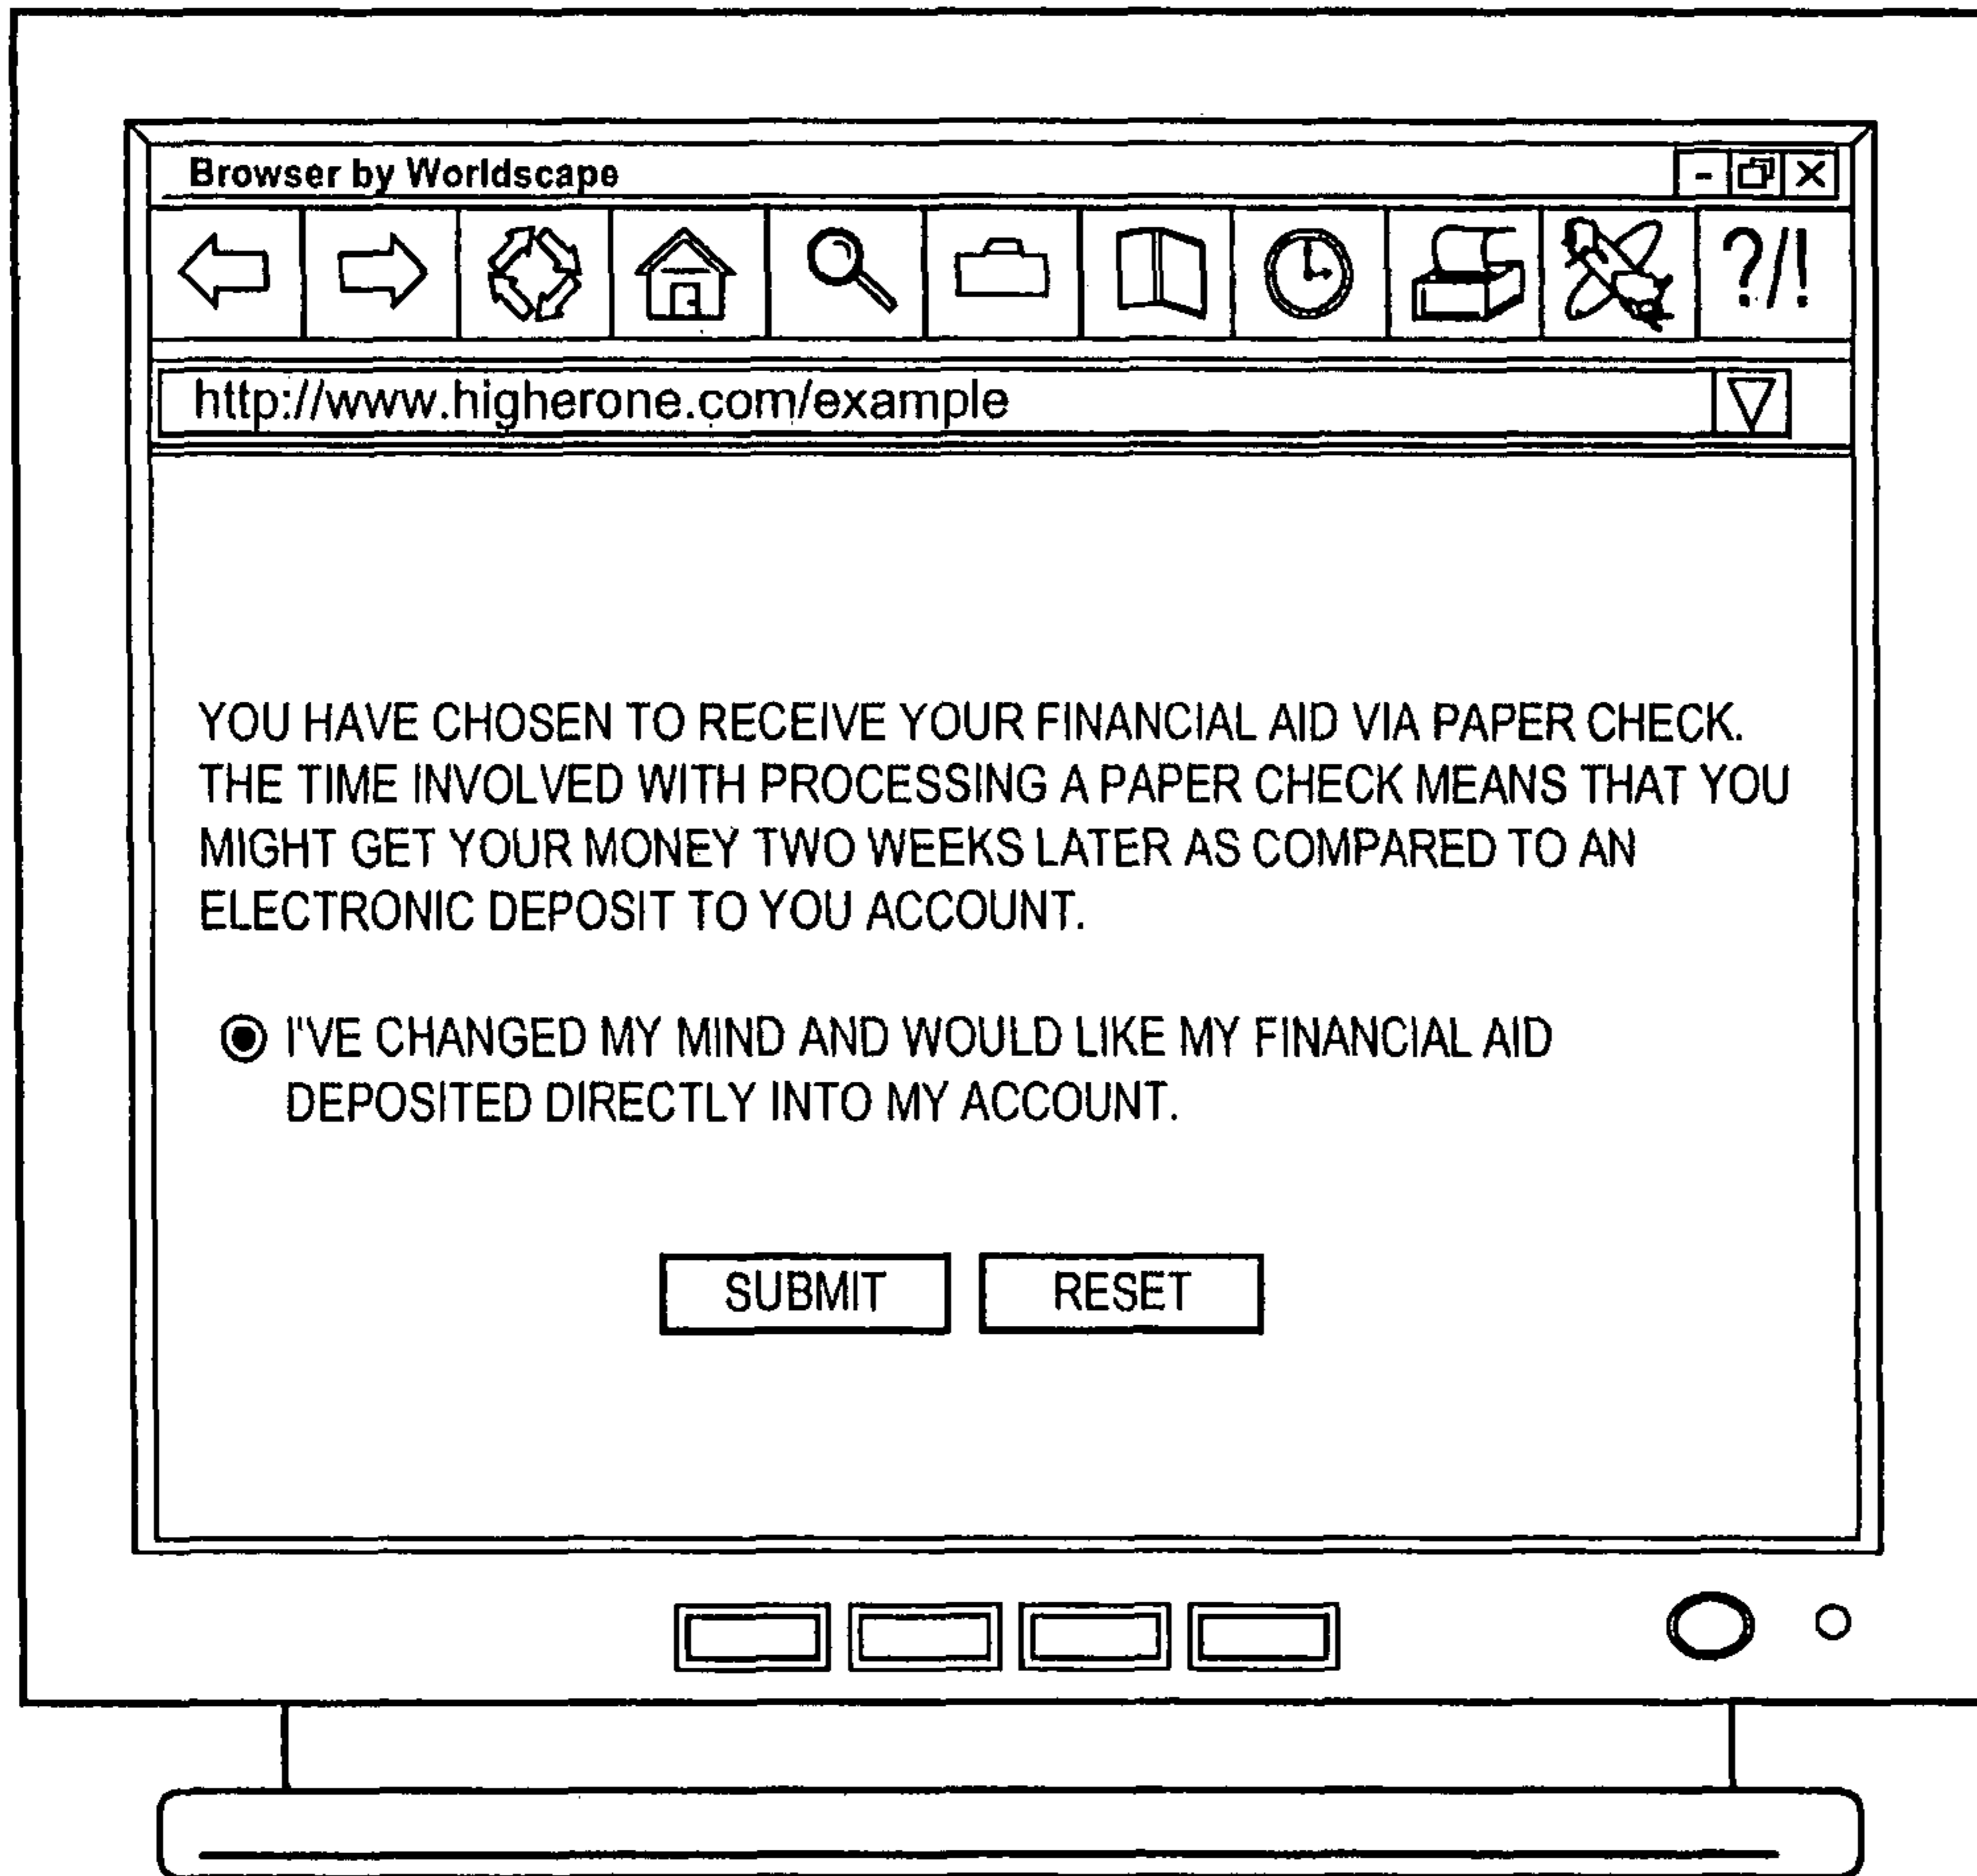 Browser by Worldscape
?/!
http://www.higherone.com/example
YOU HAVE CHOSEN TO RECEIVE YOUR FINANCIAL AID VIA PAPER CHECK.
THE TIME INVOLVED WITH PROCESSING A PAPER CHECK MEANS THAT YOU
MIGHT GET YOUR MONEY TWO WEEKS LATER AS COMPARED TO AN
ELECTRONIC DEPOSIT TO YOU ACCOUNT.
I'VE CHANGED MY MIND AND WOULD LIKE MY FINANCIAL AID
DEPOSITED DIRECTLY INTO MY ACCOUNT.
SUBMIT RESET